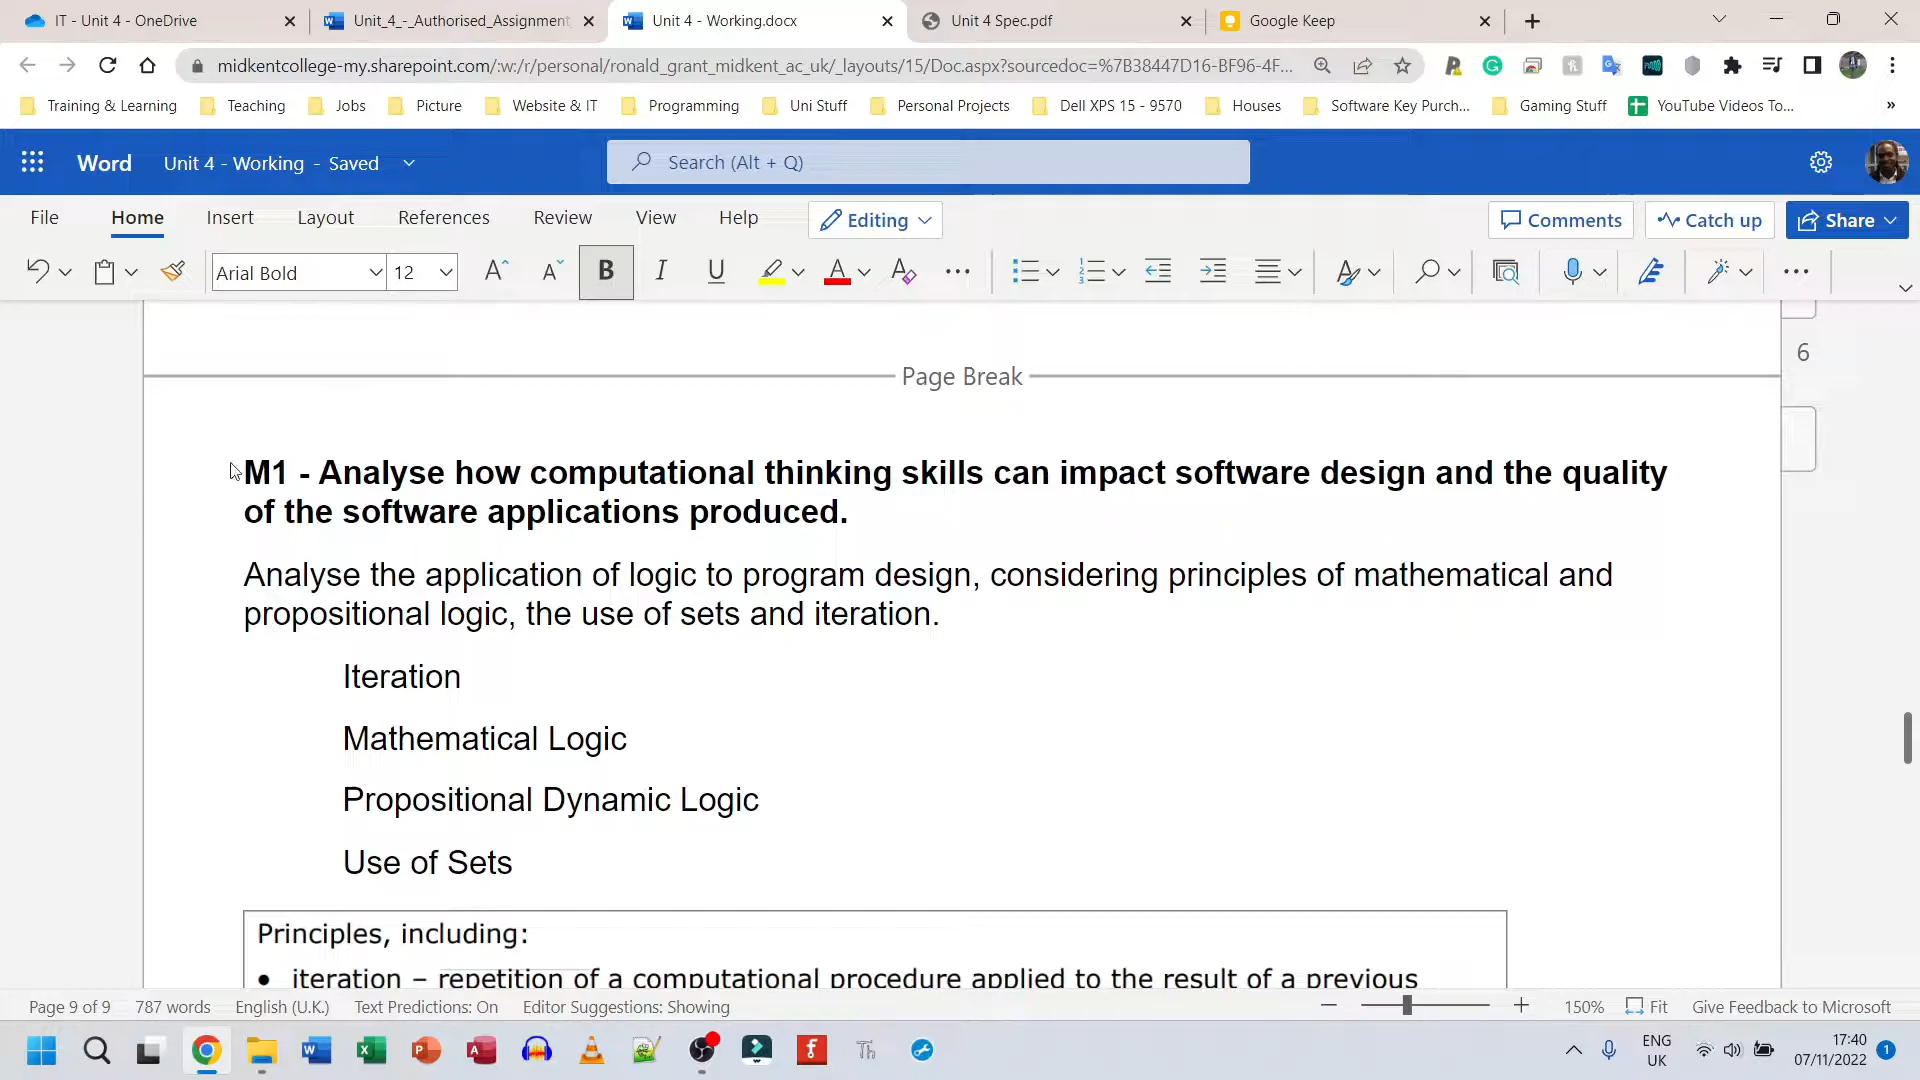 IT - Unit 4 - OneDrive
Unit_4_-_Authorised_Assignment
Unit 4 - Working.docx
Unit 4 Spec.pdf
Google Keep
midkentcollege-my.sharepoint.com/:w:/r/personal/ronald_grant_midkent_ac_uk/_layouts/15/Doc.aspx?sourcedoc=%7B38447D16-BF96-4F...
Training & Learning
Teaching
Jobs
Picture
Website & IT
Programming
Uni Stuff
Personal Projects
Dell XPS 15 - 9570
Houses
Software Key Purch...
Gaming Stuff
YouTube Videos To...
»
Word
Unit 4 - Working - Saved
Search (Alt + Q)
File
Home
Insert
Layout
References
Review
View
Help
Editing
Comments
Catch up
Share
Arial Bold
12
B
I
U
Page Break
6
M1 - Analyse how computational thinking skills can impact software design and the quality
of the software applications produced.
Analyse the application of logic to program design, considering principles of mathematical and
propositional logic, the use of sets and iteration.
Iteration
Mathematical Logic
Propositional Dynamic Logic
Use of Sets
Principles, including:
• iteration – repetition of a computational procedure applied to the result of a previous
Page 9 of 9
787 words
English (U.K.)
Text Predictions: On
Editor Suggestions: Showing
150%
Fit
Give Feedback to Microsoft
ENG
UK
17:40
07/11/2022
1